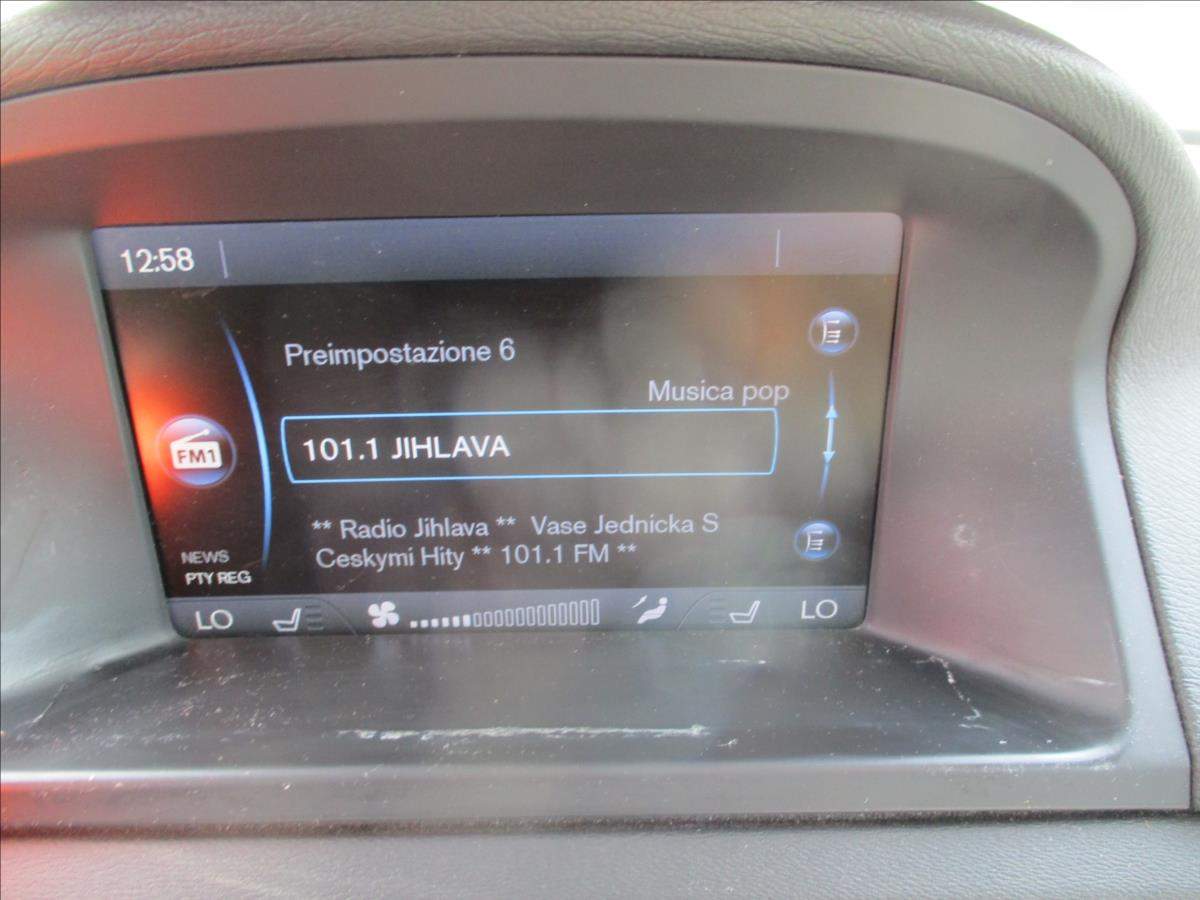 12:58
Preimpostazione 6
Musica pop
101.1 JIHLAVA
FM1
** Radio Jihlava ** Vase Jednicka S
Ceskymi Hity ** 101.1 FM **
NEWS
PTY REG
LO
LO